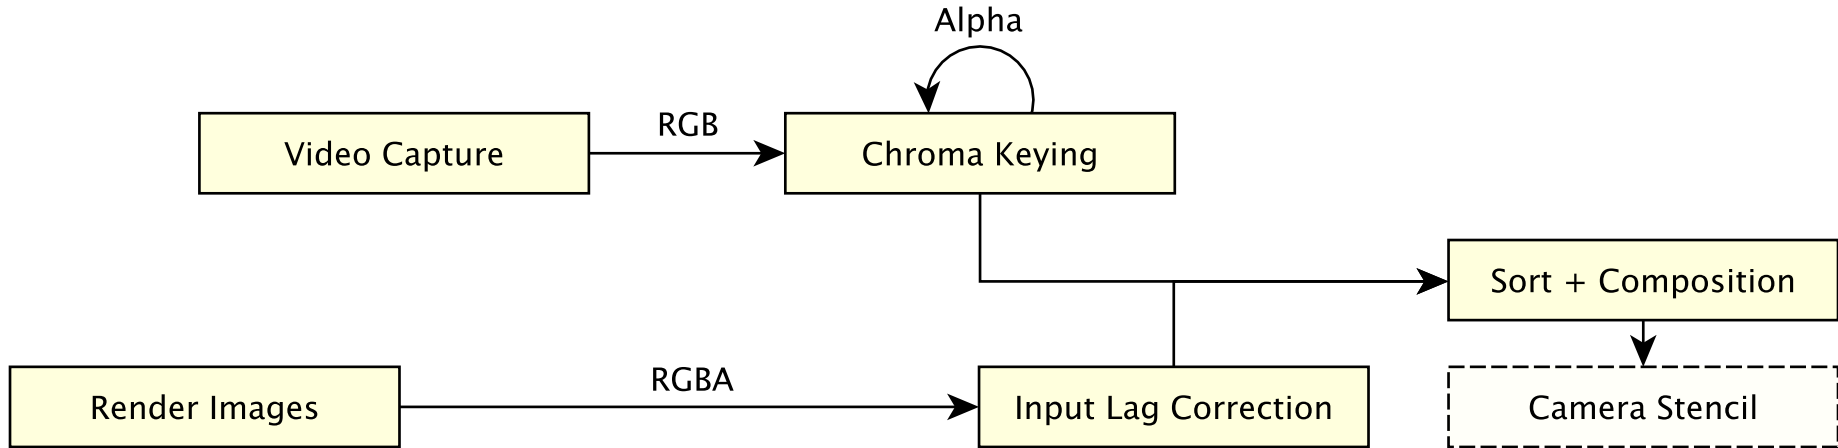 Alpha
RGB
Video Capture
Chroma Keying
Sort + Composition
RGBA
Render Images
Input Lag Correction
Camera Stencil